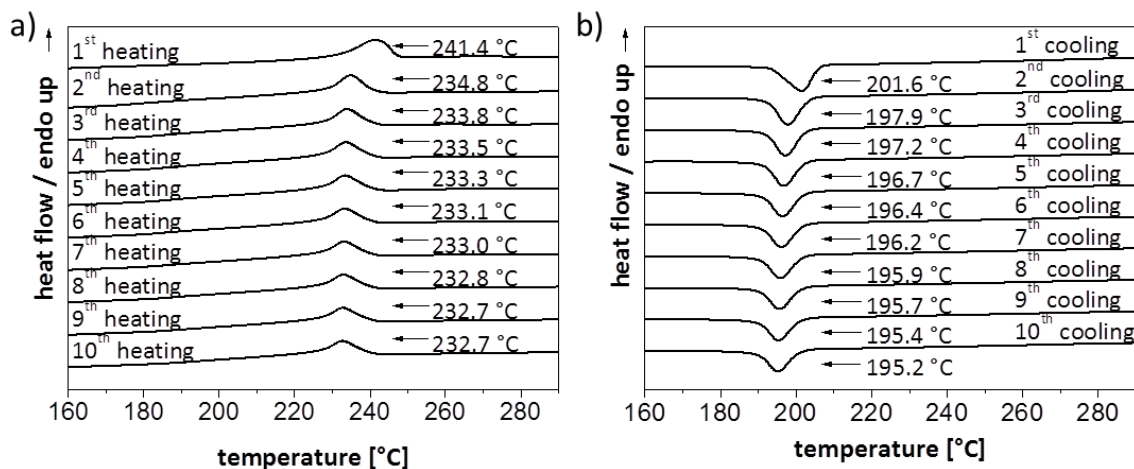 a)
heat flow / endo up
1st heating
241.4 °C
2nd heating
234.8 °C
3rd heating
233.8 °C
4th heating
233.5 °C
5th heating
233.3 °C
6th heating
233.1 °C
7th heating
233.0 °C
8th heating
232.8 °C
9th heating
232.7 °C
10th heating
232.7 °C
160 180 200 220 240 260 280
temperature [°C]
b)
heat flow / endo up
1st cooling
201.6 °C
2nd cooling
197.9 °C
3rd cooling
197.2 °C
4th cooling
196.7 °C
5th cooling
196.4 °C
6th cooling
196.2 °C
7th cooling
195.9 °C
8th cooling
195.7 °C
9th cooling
195.4 °C
10th cooling
195.2 °C
160 180 200 220 240 260 280
temperature [°C]